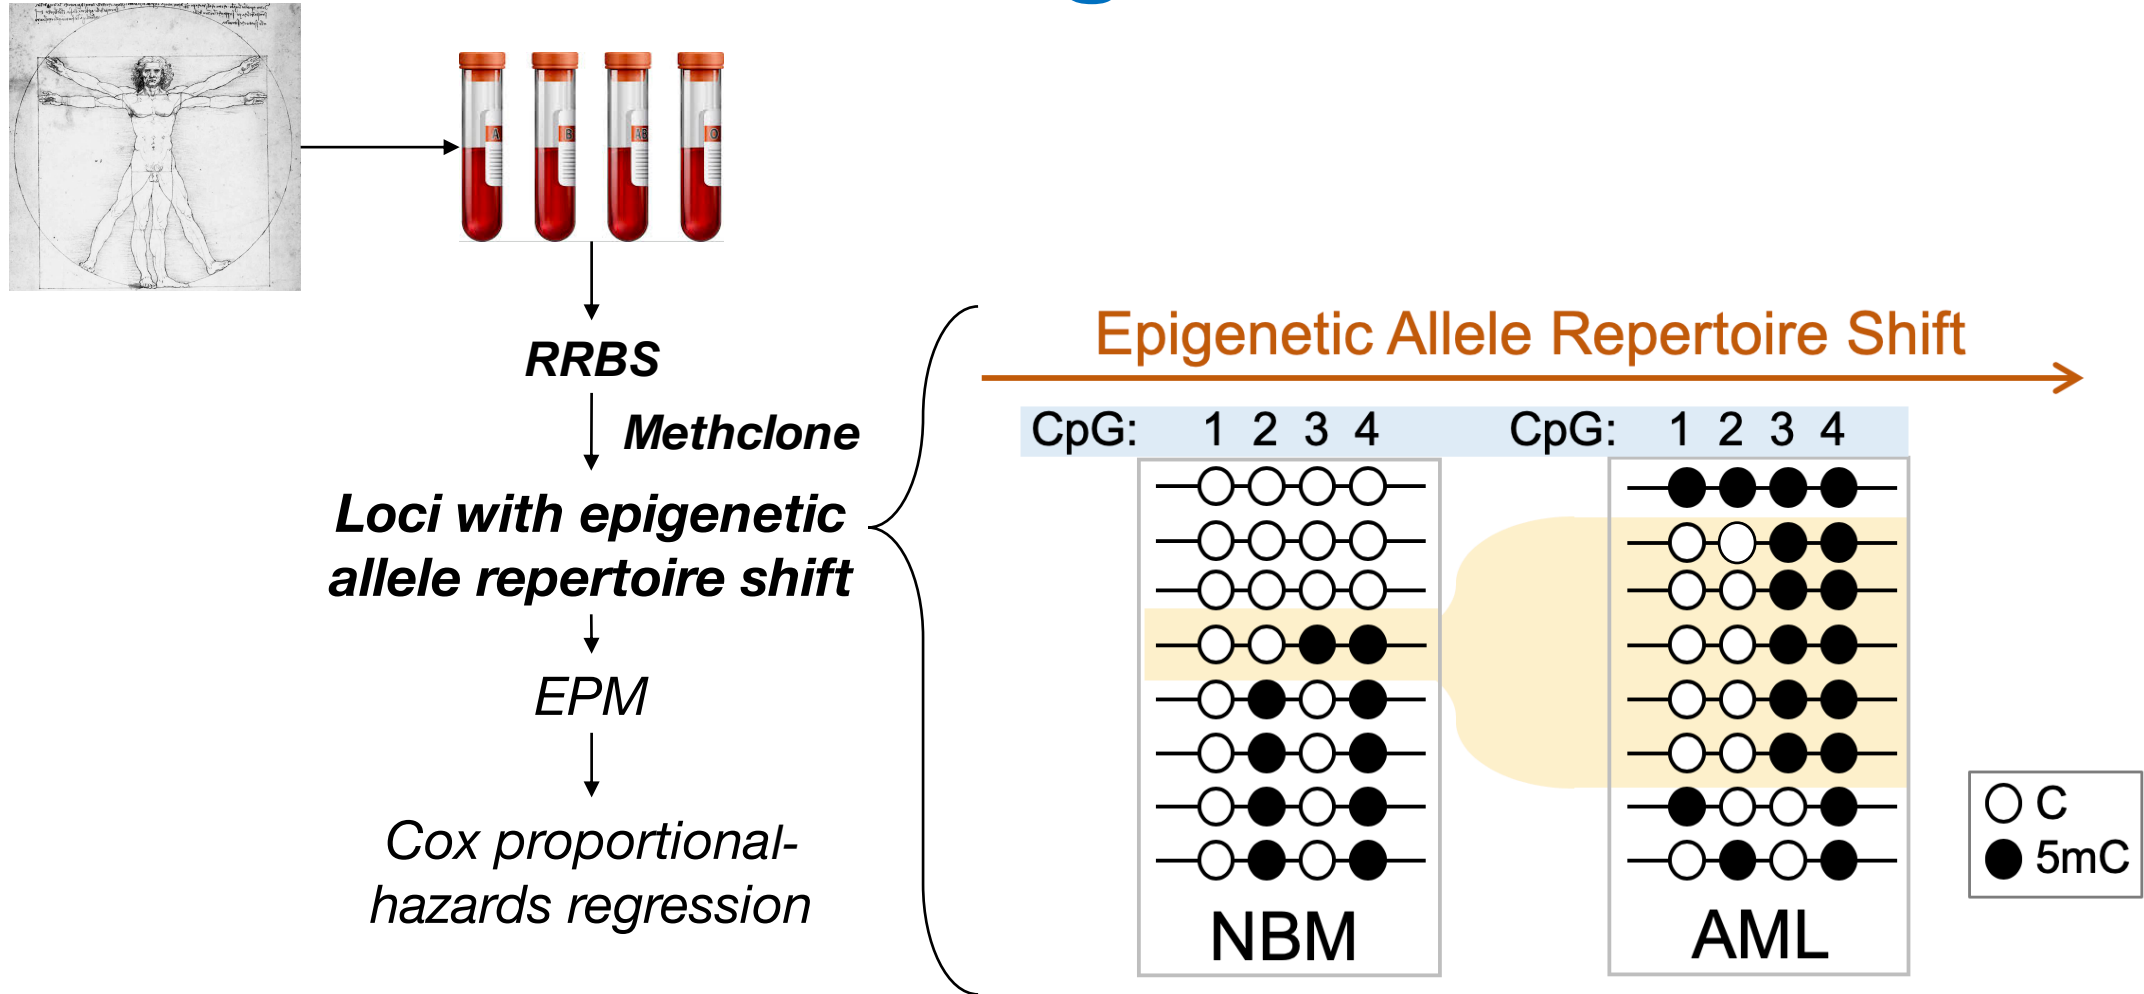 A
B
AB
O
RRBS
Methclone
Loci with epigenetic
allele repertoire shift
EPM
Cox proportional-
hazards regression
Epigenetic Allele Repertoire Shift
CpG: 1 2 3 4 CpG: 1 2 3 4
NBM AML
C
5mC